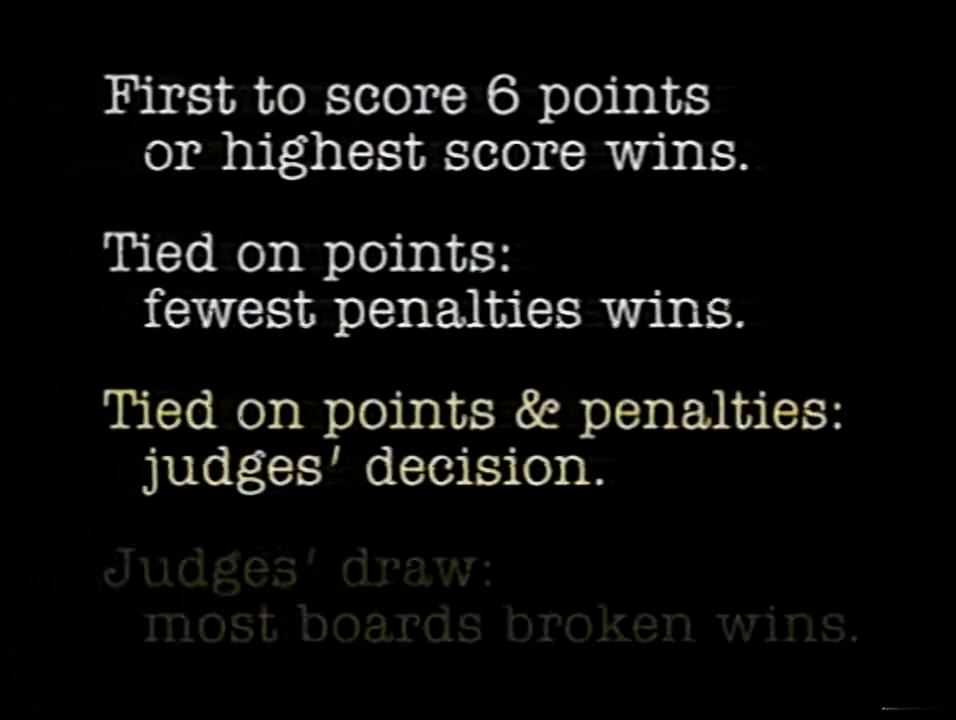 First to score 6 points
or highest score wins.
Tied on points:
fewest penalties wins.
Tied on points & penalties:
judges' decision.
Judges' draw:
most boards broken wins.